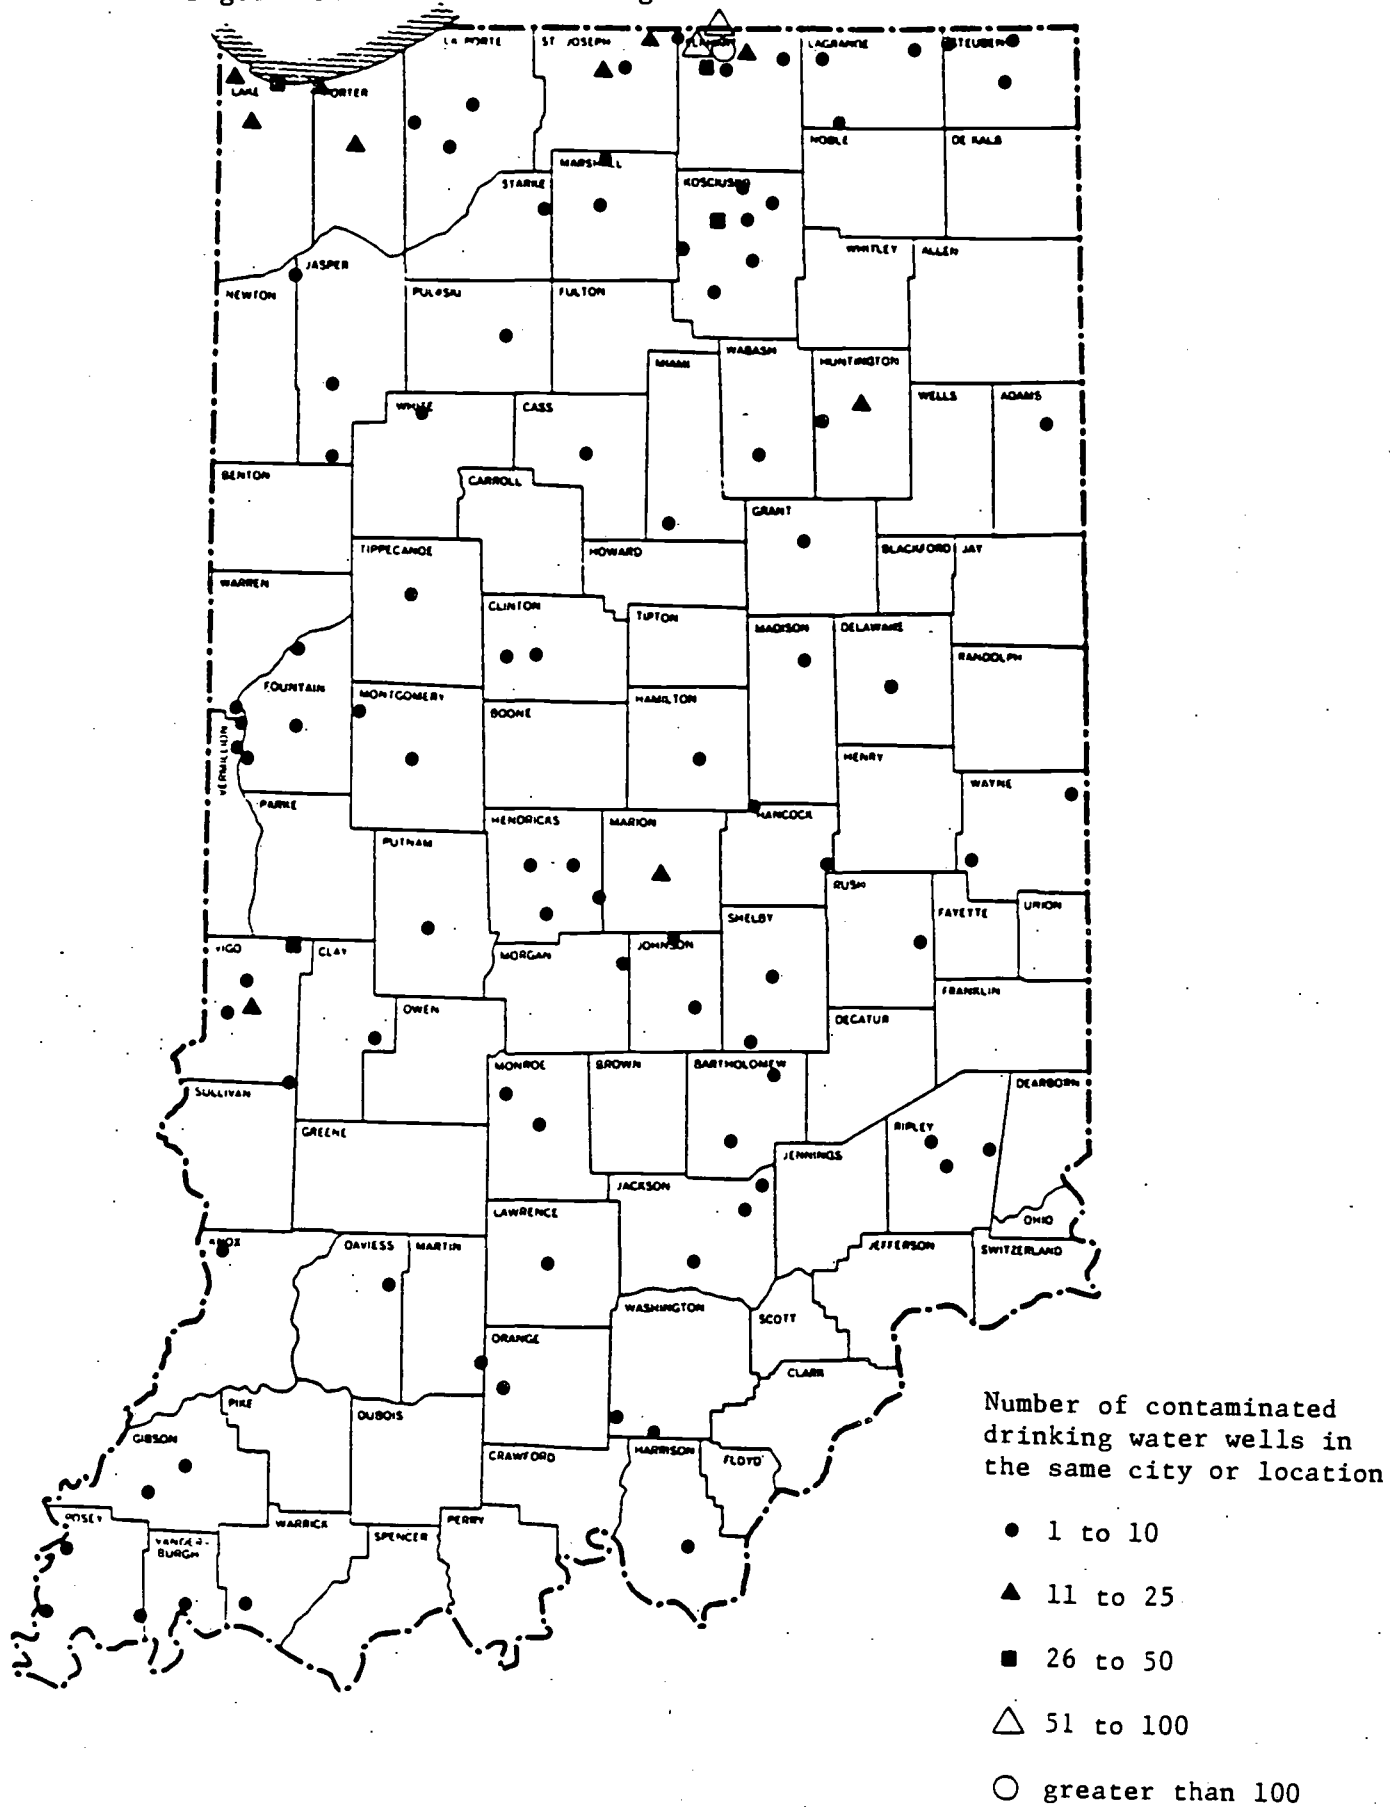 LA PORTE
ST JOSEPH
LAGRANGE
STEUBEN
LAKE
PORTER
NOBLE
DE KALB
MARSHALL
STARKE
KOSCIUSKO
WHITLEY
ALLEN
JASPER
NEWTON
PULASKI
FULTON
WABASH
MIAMI
HUNTINGTON
WELLS
ADAMS
WHITE
CASS
BENTON
CARROLL
GRANT
TIPPECANOE
HOWARD
BLACKFORD
JAY
WARREN
CLINTON
TIPTON
MADISON
DELAWARE
RANDOLPH
FOUNTAIN
MONTGOMERY
HAMILTON
BOONE
VERMILLION
HENRY
WAYNE
PARKE
HENDRICKS
MARION
HANCOCK
PUTNAM
RUSH
FAYETTE
UNION
SHELBY
VIGO
CLAY
MORGAN
JOHNSON
FRANKLIN
OWEN
DECATUR
MONROE
BROWN
BARTHOLOMEW
DEARBORN
SULLIVAN
GREENE
RIPLEY
JENNINGS
JACKSON
LAWRENCE
OHIO
KNOX
DAVIESS
MARTIN
JEFFERSON
SWITZERLAND
WASHINGTON
SCOTT
ORANGE
CLARK
PIKE
DUBOIS
GIBSON
CRAWFORD
HARRISON
FLOYD
POSEY
WARRICK
SPENCER
PERRY
VANDER-
BURGH
Number of contaminated
drinking water wells in
the same city or location
1 to 10
11 to 25
26 to 50
51 to 100
greater than 100